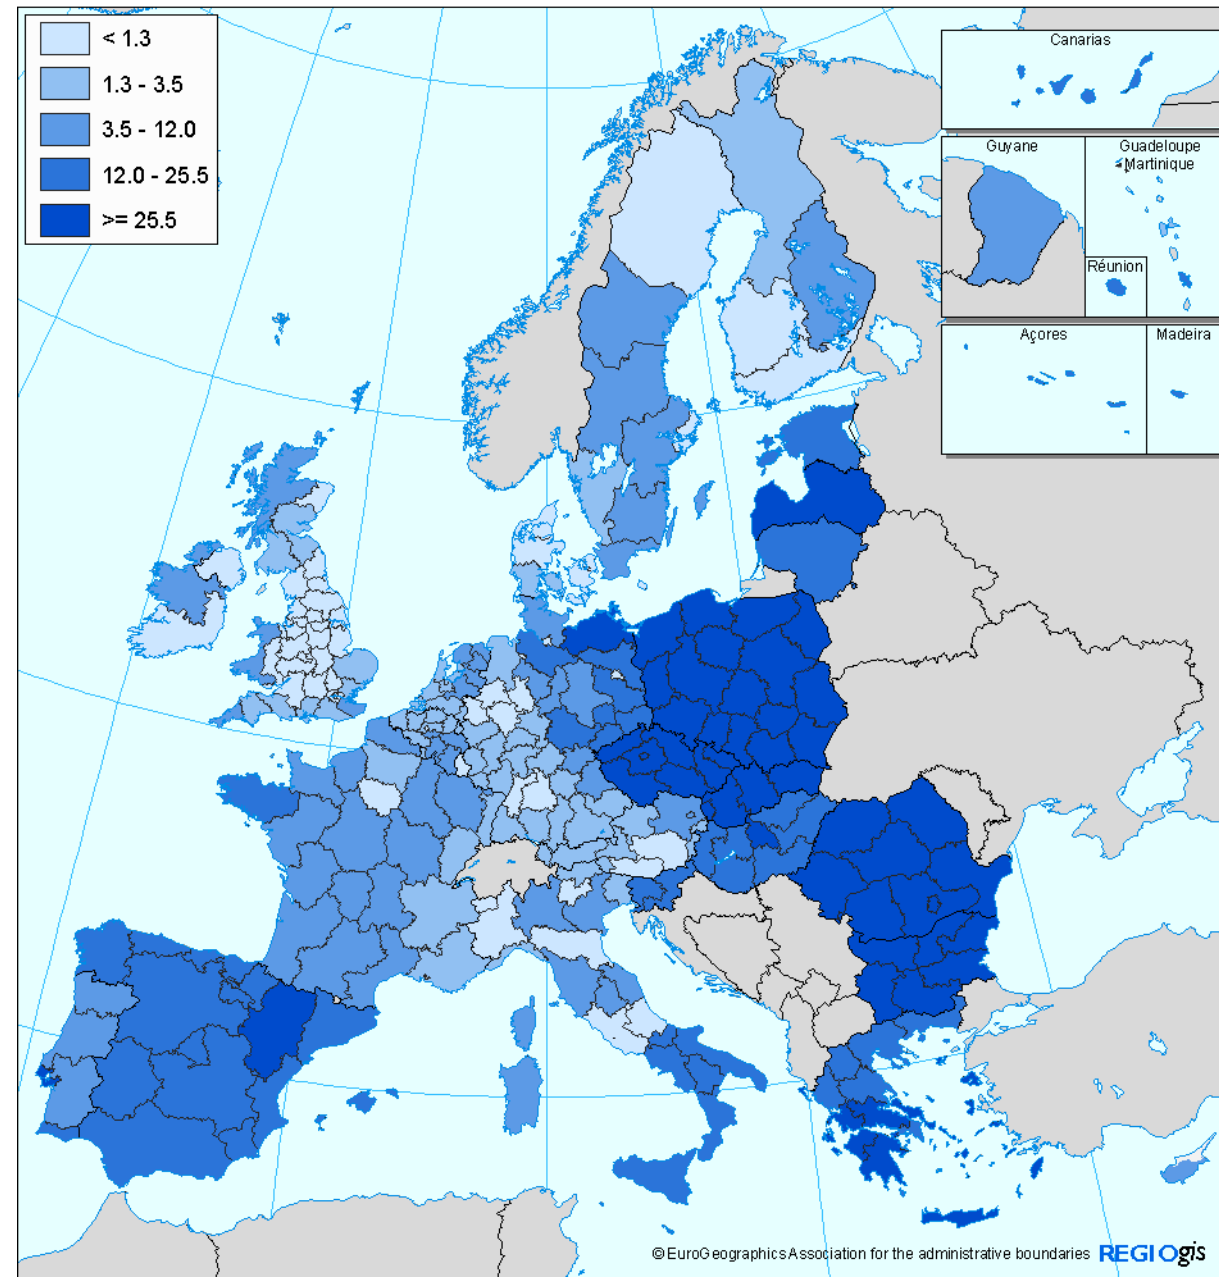 < 1.3
1.3 - 3.5
3.5 - 12.0
12.0 - 25.5
>= 25.5
Canarias
Guyane
Guadeloupe
Martinique
Réunion
Açores
Madeira
© EuroGeographics Association for the administrative boundaries REGIOgis